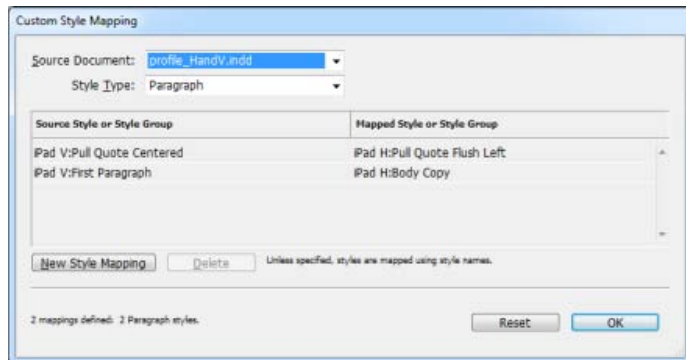 Custom Style Mapping
Source Document: profile_HandV.indd
Style Type: Paragraph
Source Style or Style Group Mapped Style or Style Group
iPad V:Pull Quote Centered iPad H:Pull Quote Flush Left
iPad V:First Paragraph iPad H:Body Copy
New Style Mapping Delete Unless specified, styles are mapped using style names.
2 mappings defined: 2 Paragraph styles.
Reset OK